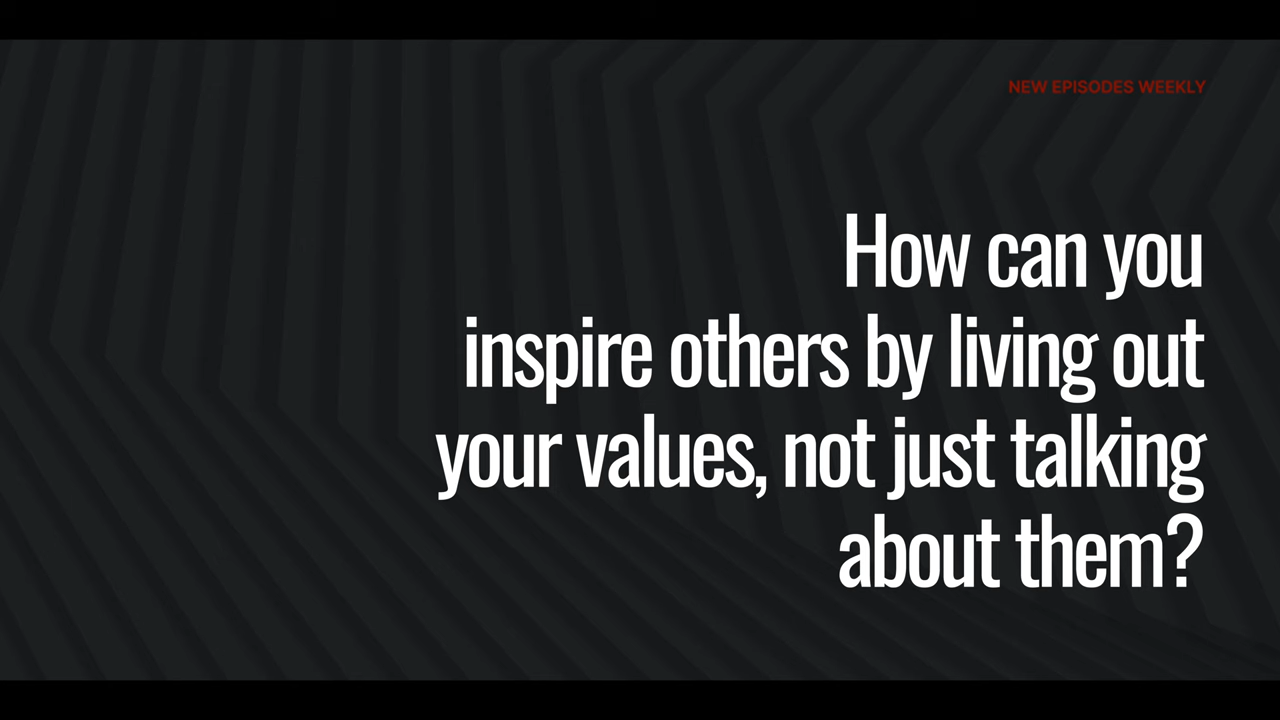 NEW EPISODES WEEKLY
How can you
inspire others by living out
your values, not just talking
about them?